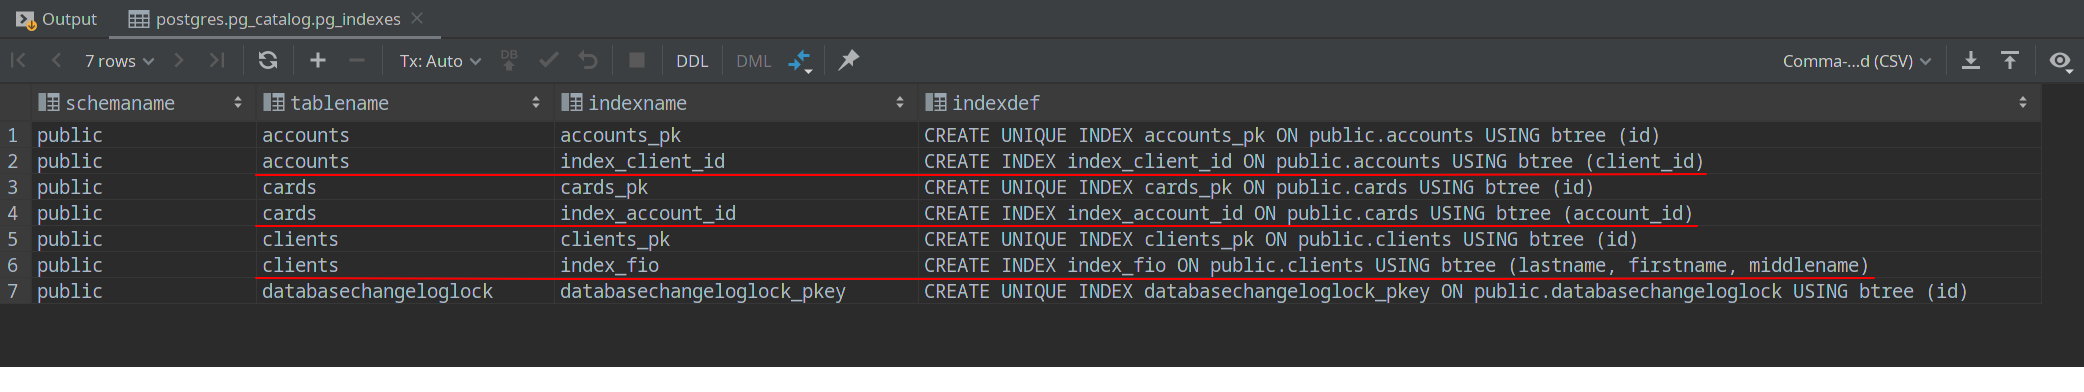 Output postgres.pg_catalog.pg_indexes
7 rows Tx: Auto DB DDL DML Comma-...d (CSV)
schemaname tablename indexname indexdef
1 public accounts accounts_pk CREATE UNIQUE INDEX accounts_pk ON public.accounts USING btree (id)
2 public accounts index_client_id CREATE INDEX index_client_id ON public.accounts USING btree (client_id)
3 public cards cards_pk CREATE UNIQUE INDEX cards_pk ON public.cards USING btree (id)
4 public cards index_account_id CREATE INDEX index_account_id ON public.cards USING btree (account_id)
5 public clients clients_pk CREATE UNIQUE INDEX clients_pk ON public.clients USING btree (id)
6 public clients index_fio CREATE INDEX index_fio ON public.clients USING btree (lastname, firstname, middlename)
7 public databasechangeloglock databasechangeloglock_pkey CREATE UNIQUE INDEX databasechangeloglock_pkey ON public.databasechangeloglock USING btree (id)